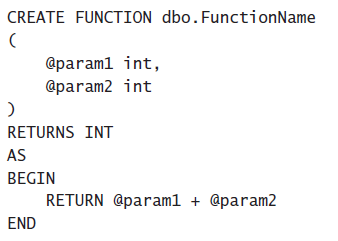 CREATE FUNCTION dbo.FunctionName
(
    @param1 int,
    @param2 int
)
RETURNS INT
AS
BEGIN
    RETURN @param1 + @param2
END